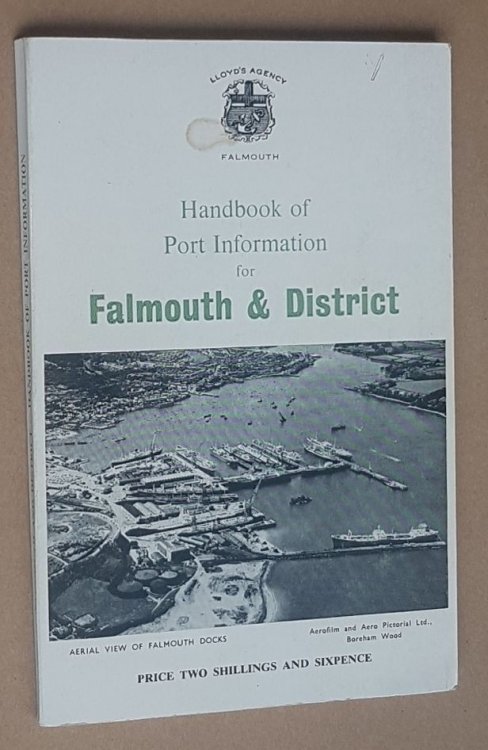 LLOYD'S AGENCY
FALMOUTH
Handbook of
Port Information
for
Falmouth & District
AERIAL VIEW OF FALMOUTH DOCKS
Aerofilm and Aero Pictorial Ltd.,
Boreham Wood
PRICE TWO SHILLINGS AND SIXPENCE
HANDBOOK OF PORT INFORMATION